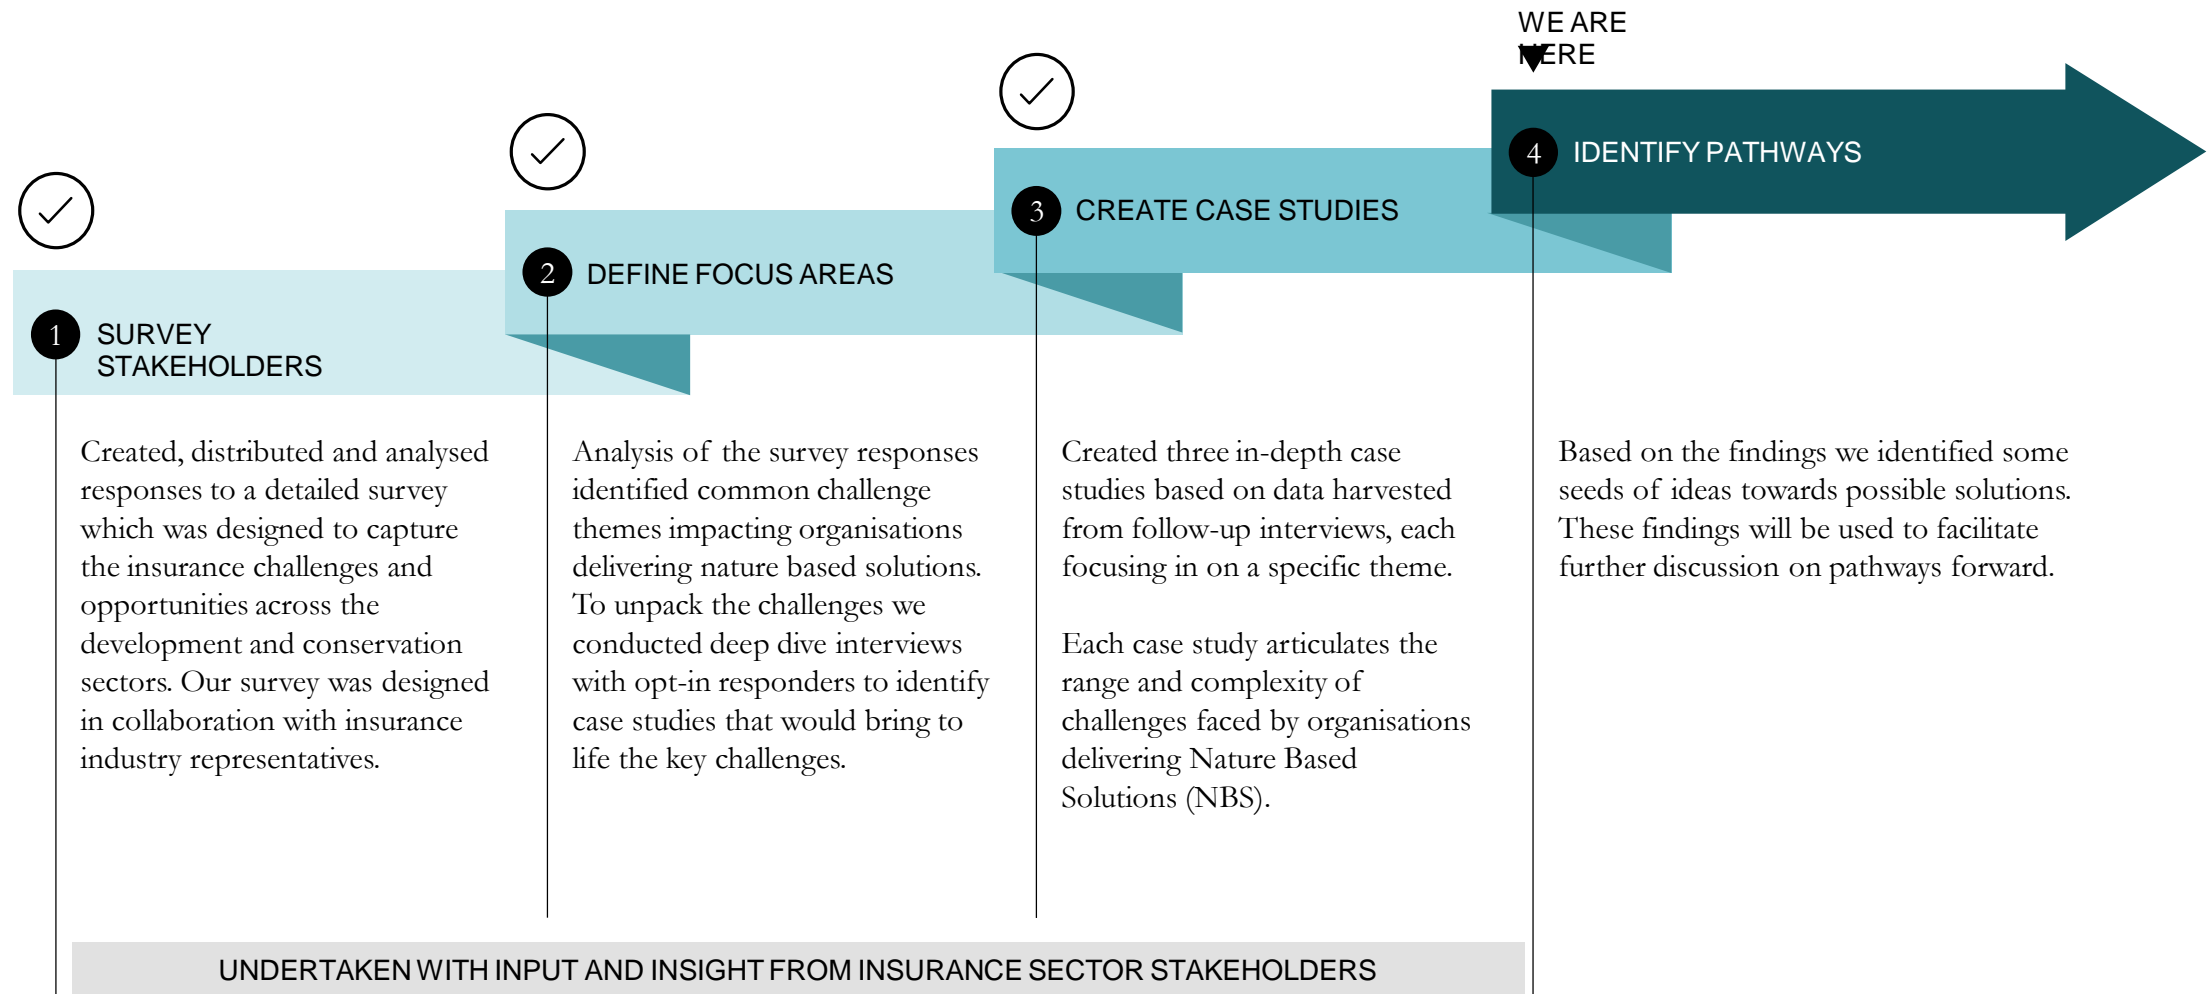 WE ARE
HERE
1
SURVEY
STAKEHOLDERS
Created, distributed and analysed
responses to a detailed survey
which was designed to capture
the insurance challenges and
opportunities across the
development and conservation
sectors. Our survey was designed
in collaboration with insurance
industry representatives.
2
DEFINE FOCUS AREAS
Analysis of the survey responses
identified common challenge
themes impacting organisations
delivering nature based solutions.
To unpack the challenges we
conducted deep dive interviews
with opt-in responders to identify
case studies that would bring to
life the key challenges.
3
CREATE CASE STUDIES
Created three in-depth case
studies based on data harvested
from follow-up interviews, each
focusing in on a specific theme.
Each case study articulates the
range and complexity of
challenges faced by organisations
delivering Nature Based
Solutions (NBS).
4
IDENTIFY PATHWAYS
Based on the findings we identified some
seeds of ideas towards possible solutions.
These findings will be used to facilitate
further discussion on pathways forward.
UNDERTAKEN WITH INPUT AND INSIGHT FROM INSURANCE SECTOR STAKEHOLDERS